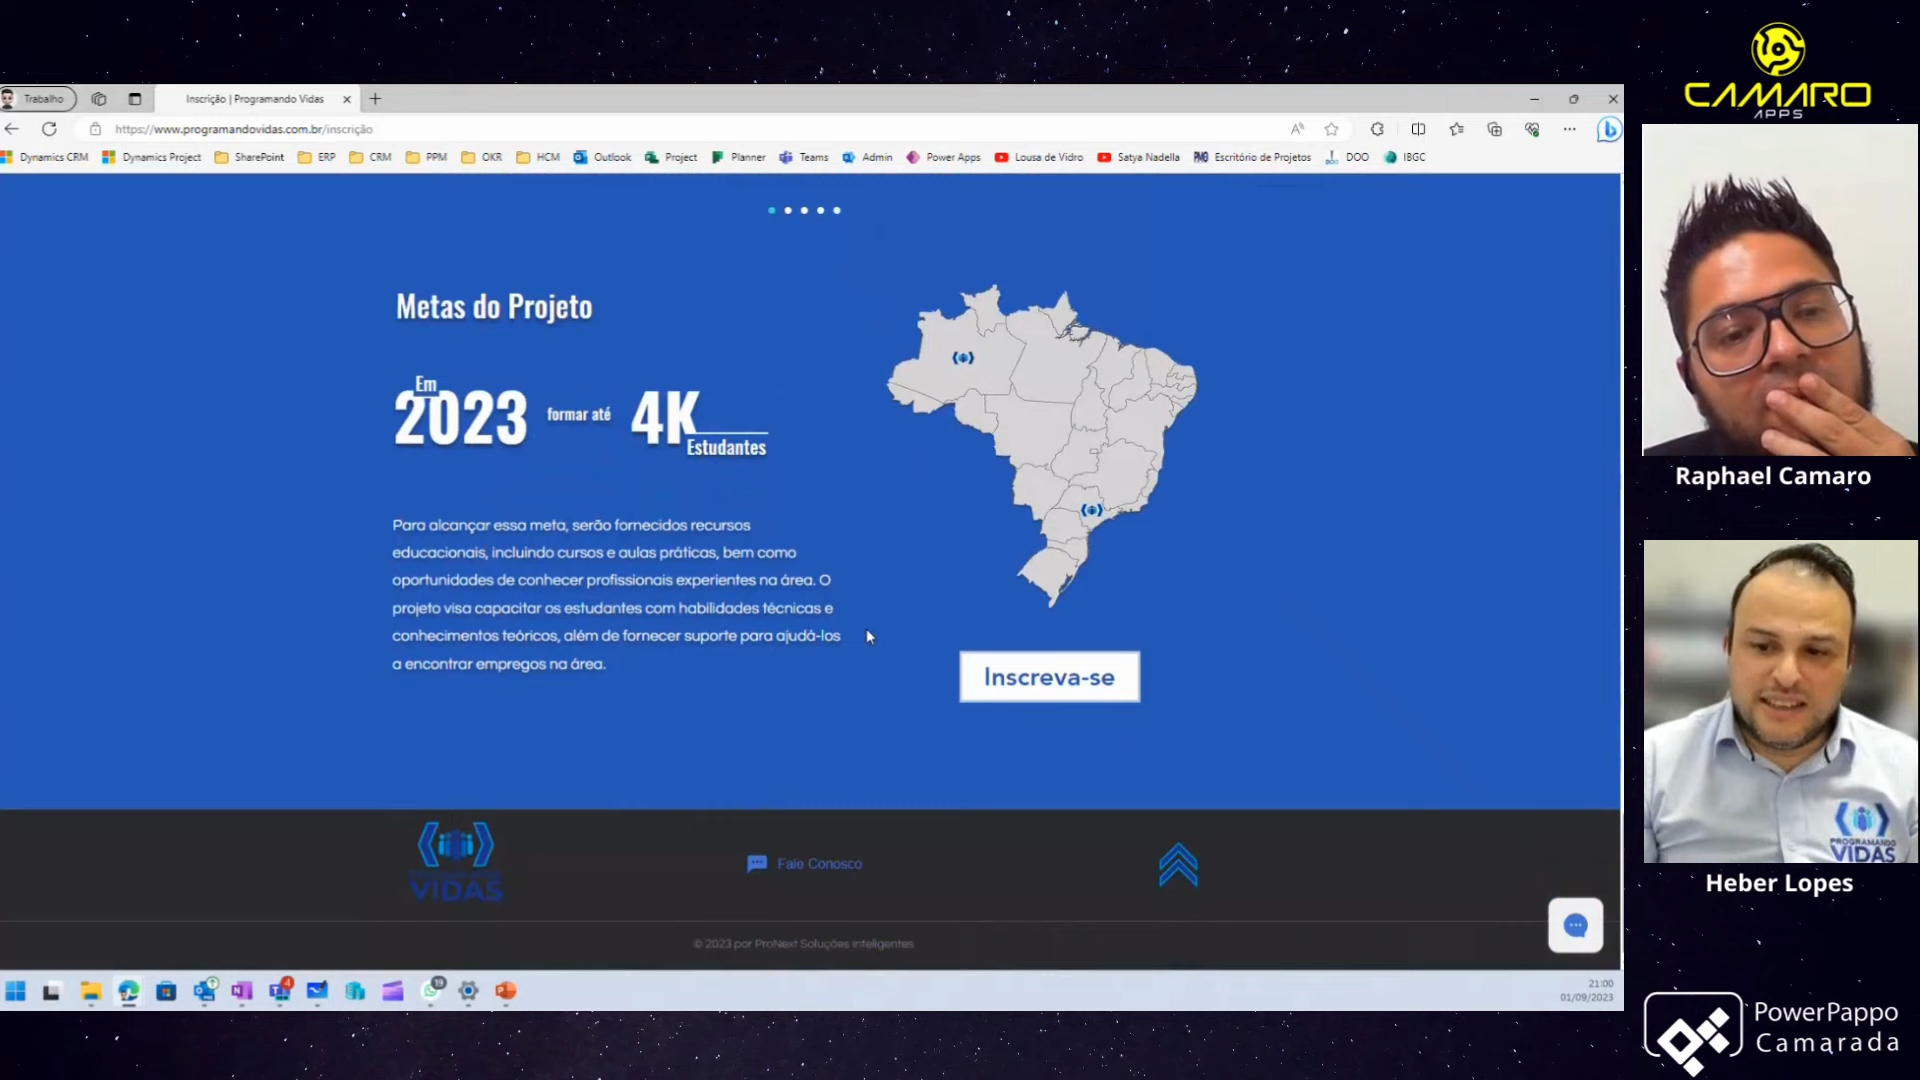 CAMARO
APPS
Trabalho
Inscrição | Programando Vidas
https://www.programandovidas.com.br/inscrição
Dynamics CRM
Dynamics Project
SharePoint
ERP
CRM
PPM
OKR
HCM
Outlook
Project
Planner
Teams
Admin
Power Apps
Lousa de Vidro
Satya Nadella
PMO
Escritório de Projetos
DOO
IBGC
Metas do Projeto
Em
2023 formar até 4K
Estudantes
Para alcançar essa meta, serão fornecidos recursos
educacionais, incluindo cursos e aulas práticas, bem como
oportunidades de conhecer profissionais experientes na área. O
projeto visa capacitar os estudantes com habilidades técnicas e
conhecimentos teóricos, além de fornecer suporte para ajudá-los
a encontrar empregos na área.
Inscreva-se
Raphael Camaro
PROGRAMANDO
VIDAS
Heber Lopes
VIDAS
Fale Conosco
© 2023 por ProNext Soluções Inteligentes
4
19
21:00
01/09/2023
PowerPappo
Camarada